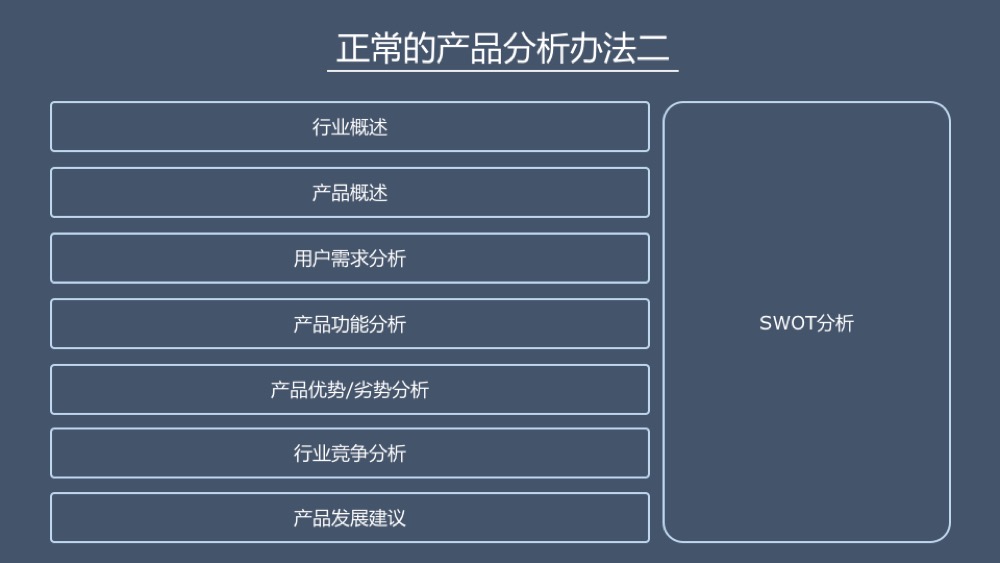 正常的产品分析办法二
行业概述
产品概述
用户需求分析
产品功能分析
产品优势/劣势分析
行业竞争分析
产品发展建议
SWOT分析